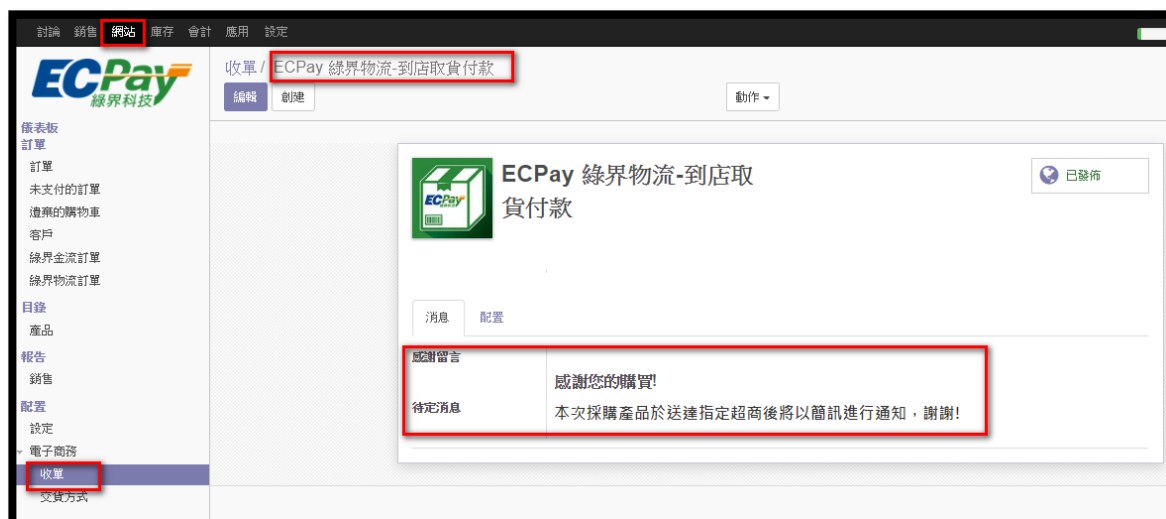 討論 銷售 網站 庫存 會計 應用 設定
ECPay
綠界科技
收單 / ECPay 綠界物流-到店取貨付款
編輯 創建
動作
儀表板
訂單
訂單
未支付的訂單
遺棄的購物車
客戶
綠界金流訂單
綠界物流訂單
目錄
產品
報告
銷售
配置
設定
電子商務
收單
交貨方式
ECPay
ECPay 綠界物流-到店取
貨付款
已發佈
消息 配置
感謝留言
感謝您的購買!
待定消息
本次採購產品於送達指定超商後將以簡訊進行通知，謝謝!